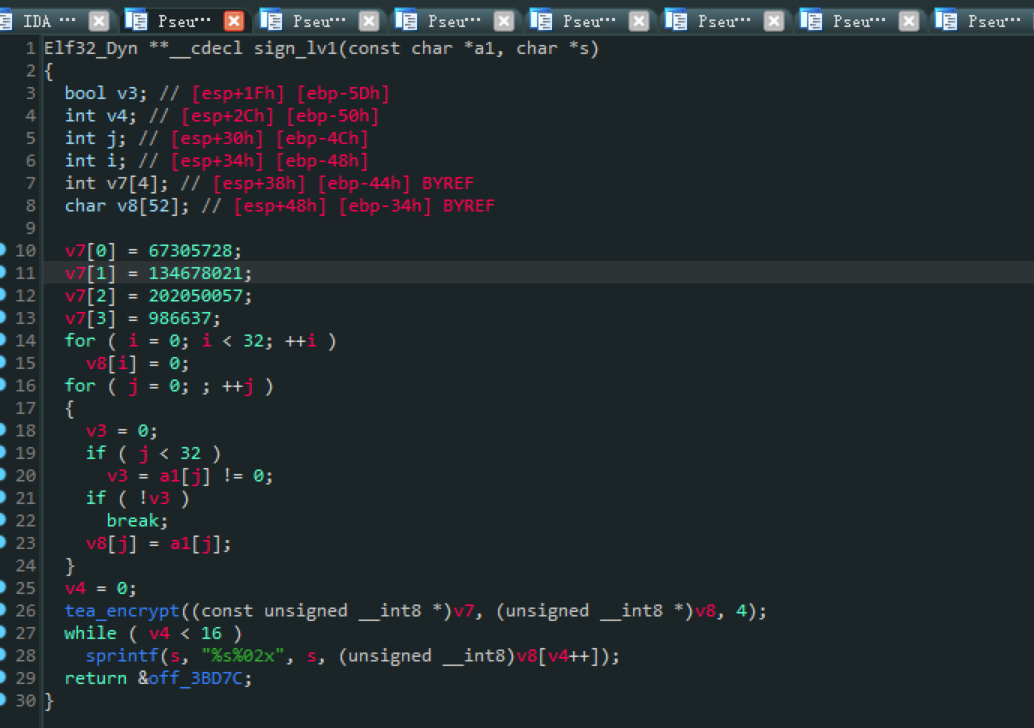 IDA ··· Pseu··· Pseu··· Pseu··· Pseu··· Pseu··· Pseu··· Pseu···
1 Elf32_Dyn **__cdecl sign_lv1(const char *a1, char *s)
2 {
3   bool v3; // [esp+1Fh] [ebp-5Dh]
4   int v4; // [esp+2Ch] [ebp-50h]
5   int j; // [esp+30h] [ebp-4Ch]
6   int i; // [esp+34h] [ebp-48h]
7   int v7[4]; // [esp+38h] [ebp-44h] BYREF
8   char v8[52]; // [esp+48h] [ebp-34h] BYREF
9
10   v7[0] = 67305728;
11   v7[1] = 134678021;
12   v7[2] = 202050057;
13   v7[3] = 986637;
14   for ( i = 0; i < 32; ++i )
15     v8[i] = 0;
16   for ( j = 0; ; ++j )
17   {
18     v3 = 0;
19     if ( j < 32 )
20       v3 = a1[j] != 0;
21     if ( !v3 )
22       break;
23     v8[j] = a1[j];
24   }
25   v4 = 0;
26   tea_encrypt((const unsigned __int8 *)v7, (unsigned __int8 *)v8, 4);
27   while ( v4 < 16 )
28     sprintf(s, "%s%02x", s, (unsigned __int8)v8[v4++]);
29   return &off_3BD7C;
30 }